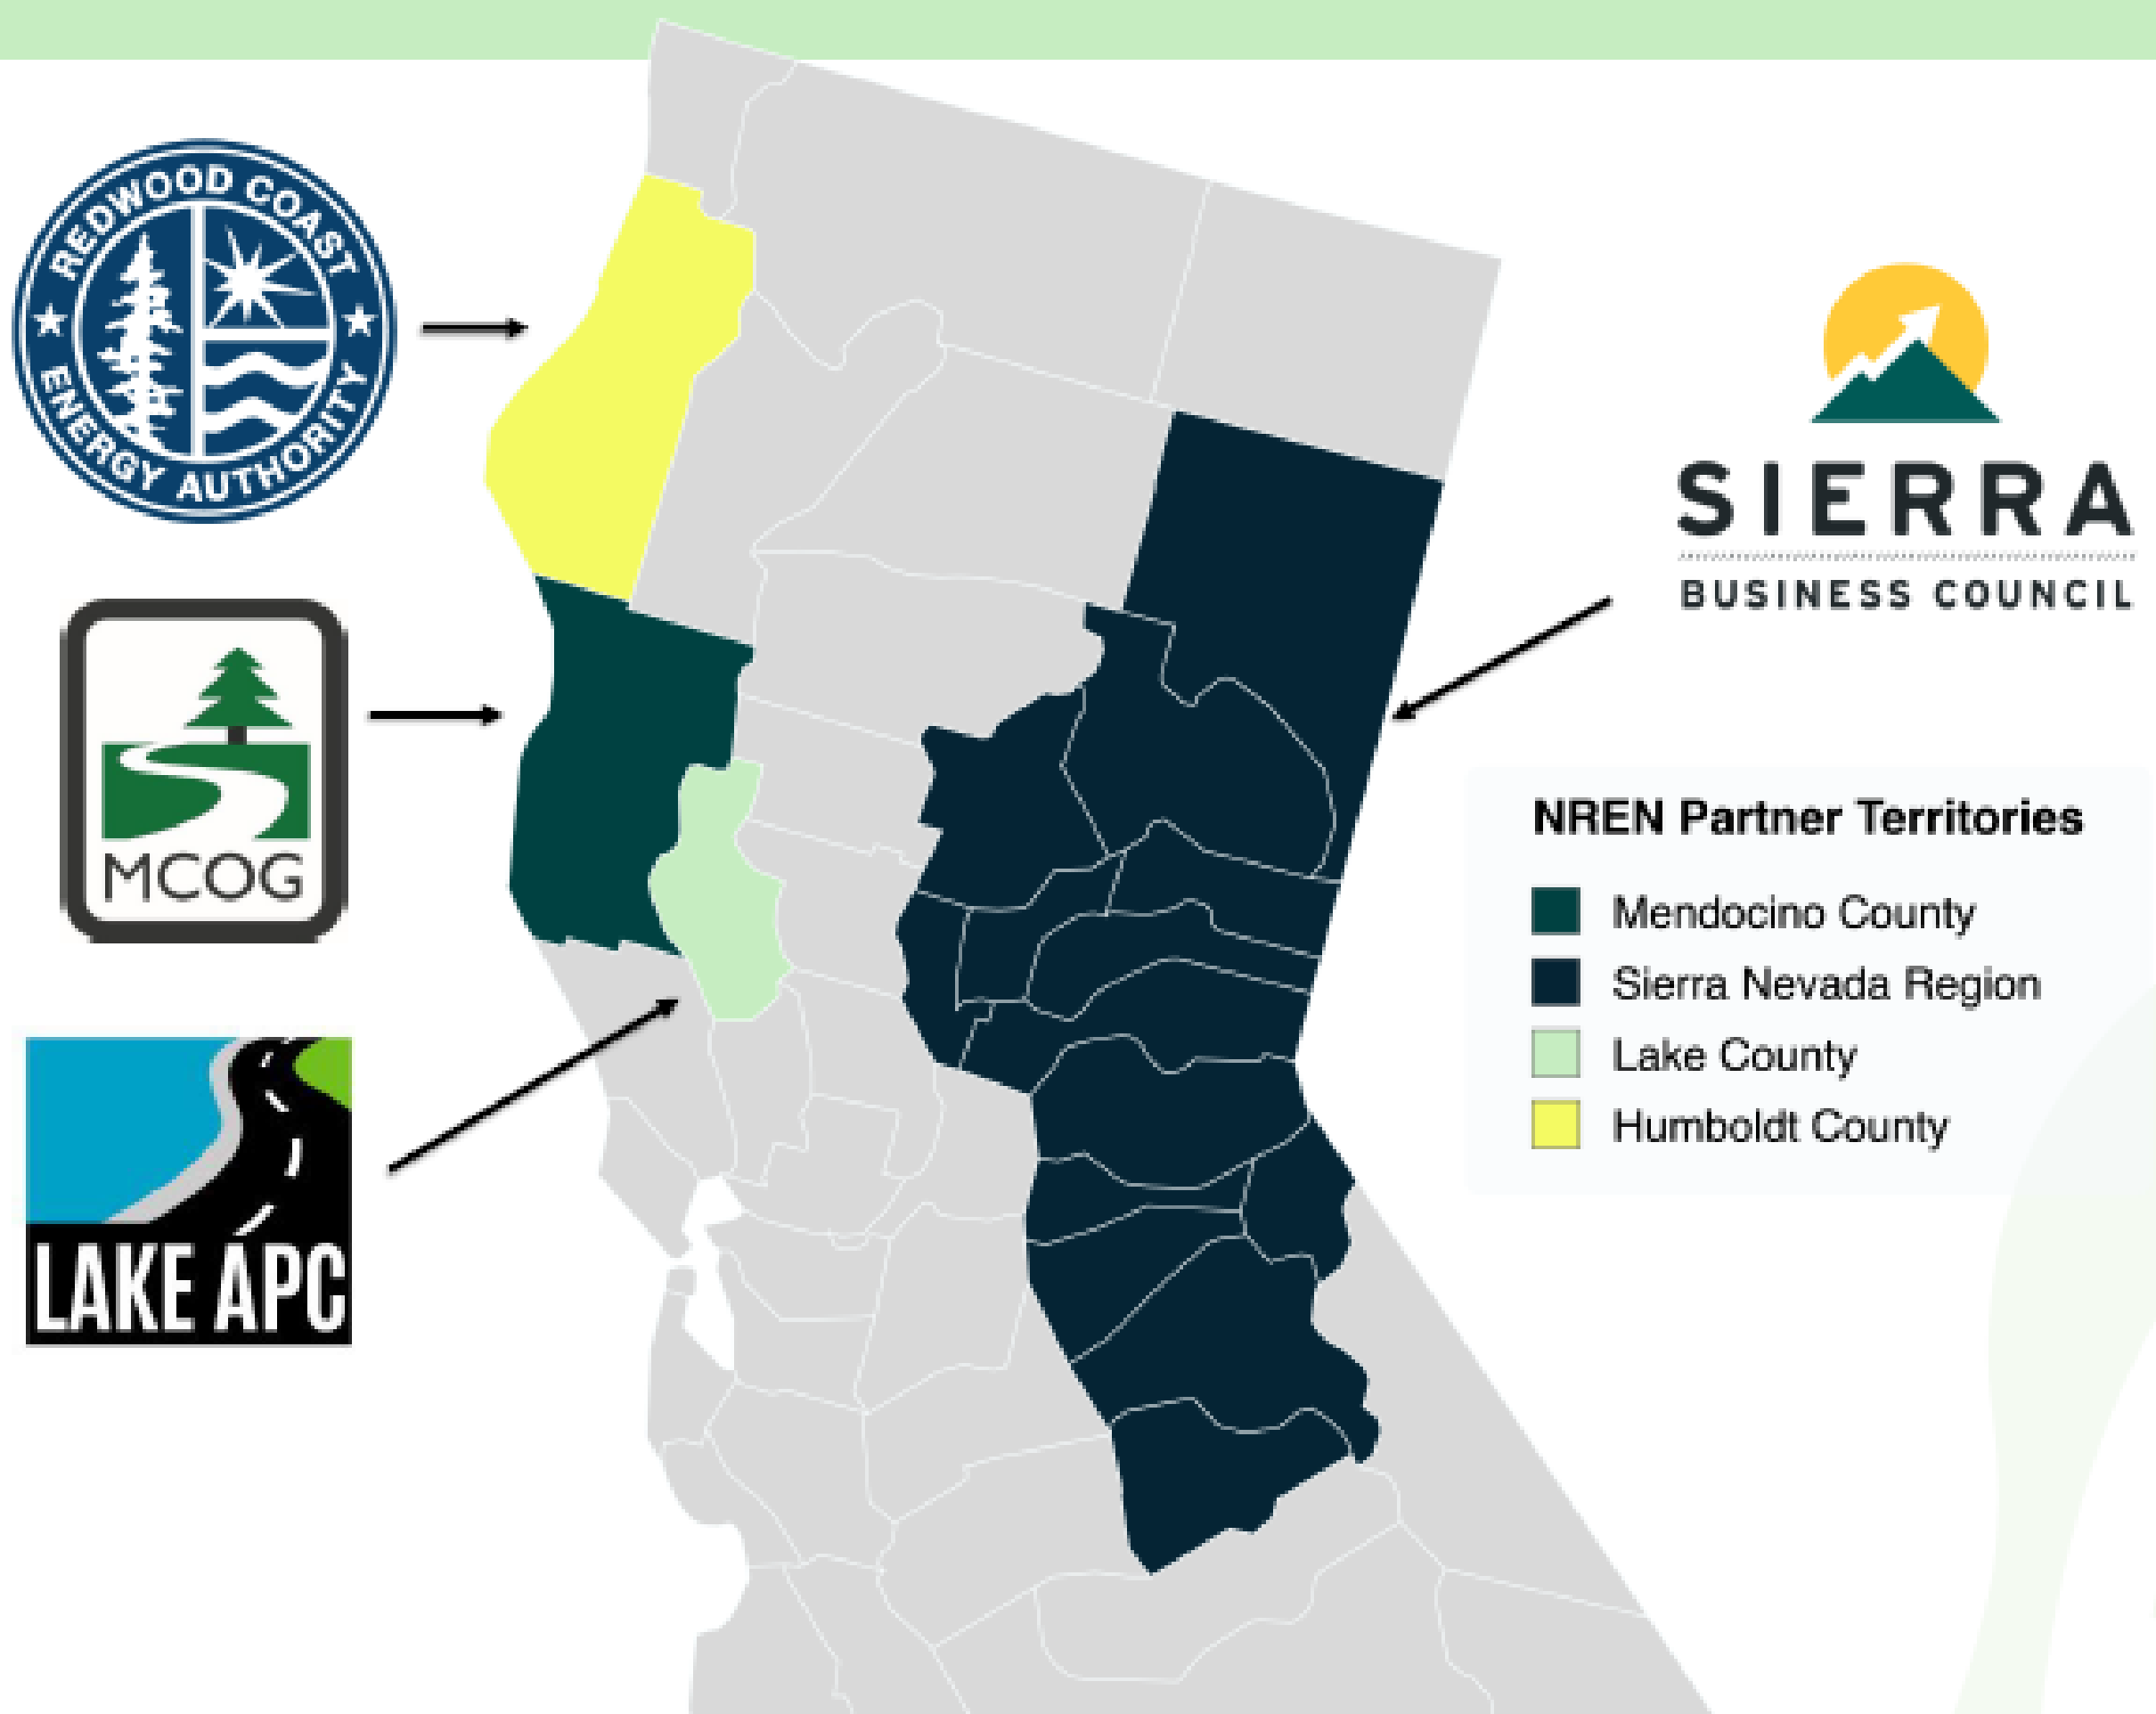 REDWOOD COAST
ENERGY AUTHORITY
MCOG
LAKE APC
SIERRA
BUSINESS COUNCIL
NREN Partner Territories
Mendocino County
Sierra Nevada Region
Lake County
Humboldt County